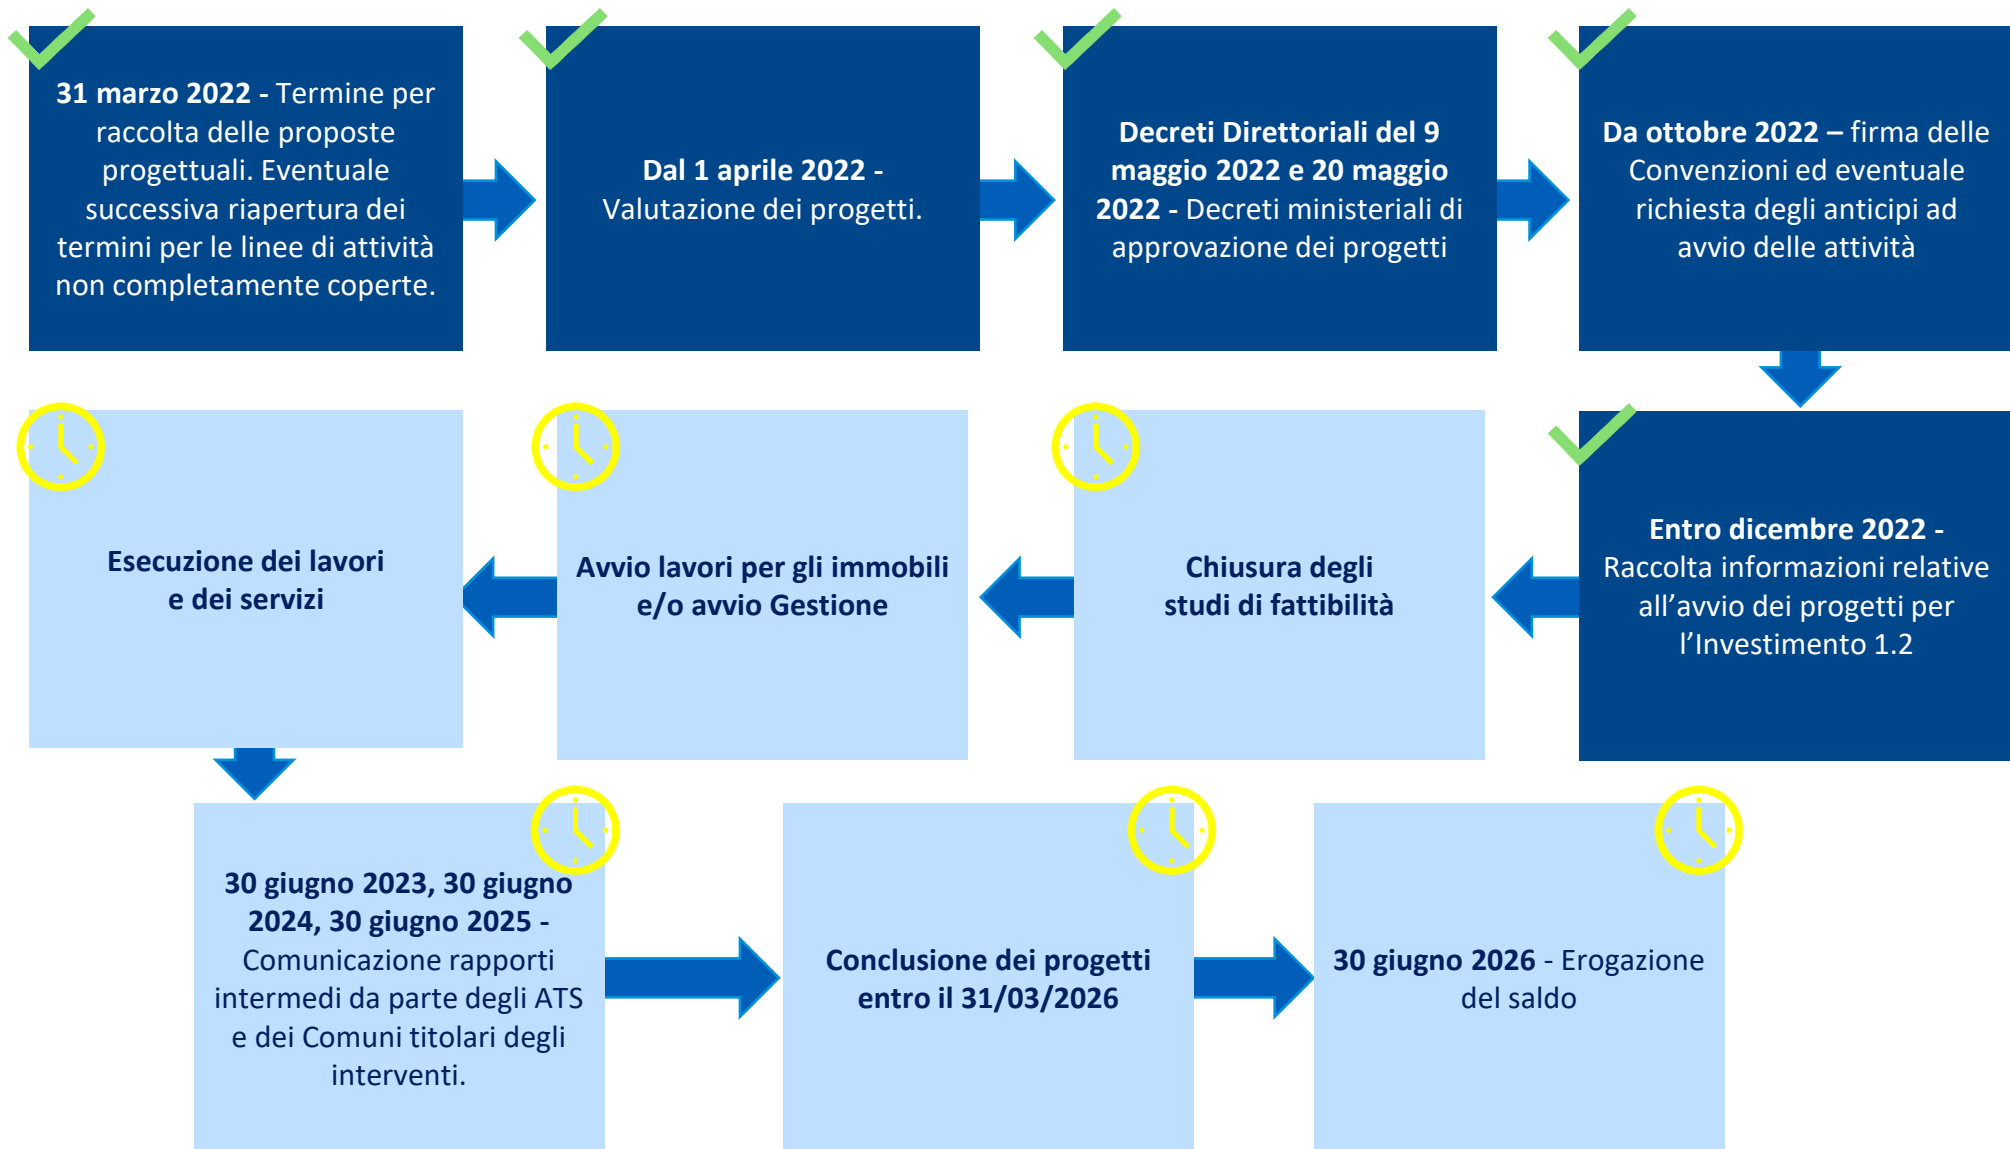 31 marzo 2022 - Termine per
raccolta delle proposte
progettuali. Eventuale
successiva riapertura dei
termini per le linee di attività
non completamente coperte.
Dal 1 aprile 2022 -
Valutazione dei progetti.
Decreti Direttoriali del 9
maggio 2022 e 20 maggio
2022 - Decreti ministeriali di
approvazione dei progetti
Da ottobre 2022 – firma delle
Convenzioni ed eventuale
richiesta degli anticipi ad
avvio delle attività
Entro dicembre 2022 -
Raccolta informazioni relative
all’avvio dei progetti per
l’Investimento 1.2
Chiusura degli
studi di fattibilità
Avvio lavori per gli immobili
e/o avvio Gestione
Esecuzione dei lavori
e dei servizi
30 giugno 2023, 30 giugno
2024, 30 giugno 2025 -
Comunicazione rapporti
intermedi da parte degli ATS
e dei Comuni titolari degli
interventi.
Conclusione dei progetti
entro il 31/03/2026
30 giugno 2026 - Erogazione
del saldo